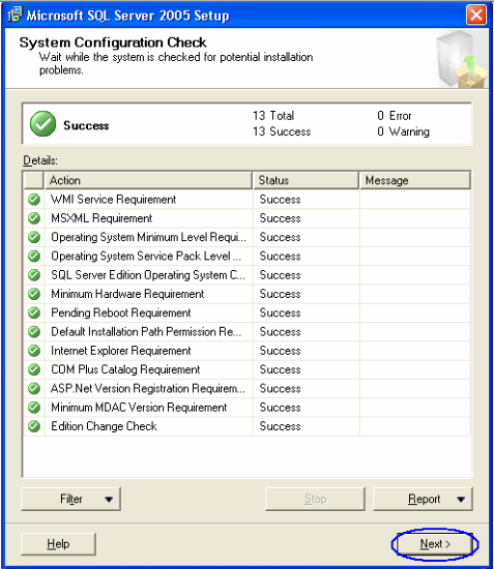 Microsoft SQL Server 2005 Setup
System Configuration Check
Wait while the system is checked for potential installation
problems.
Success
13 Total 0 Error
13 Success 0 Warning
Details:
Action Status Message
WMI Service Requirement Success
MSXML Requirement Success
Operating System Minimum Level Requi... Success
Operating System Service Pack Level ... Success
SQL Server Edition Operating System C... Success
Minimum Hardware Requirement Success
Pending Reboot Requirement Success
Default Installation Path Permission Re... Success
Internet Explorer Requirement Success
COM Plus Catalog Requirement Success
ASP.Net Version Registration Requirem... Success
Minimum MDAC Version Requirement Success
Edition Change Check Success
Filter Stop Report
Help Next >